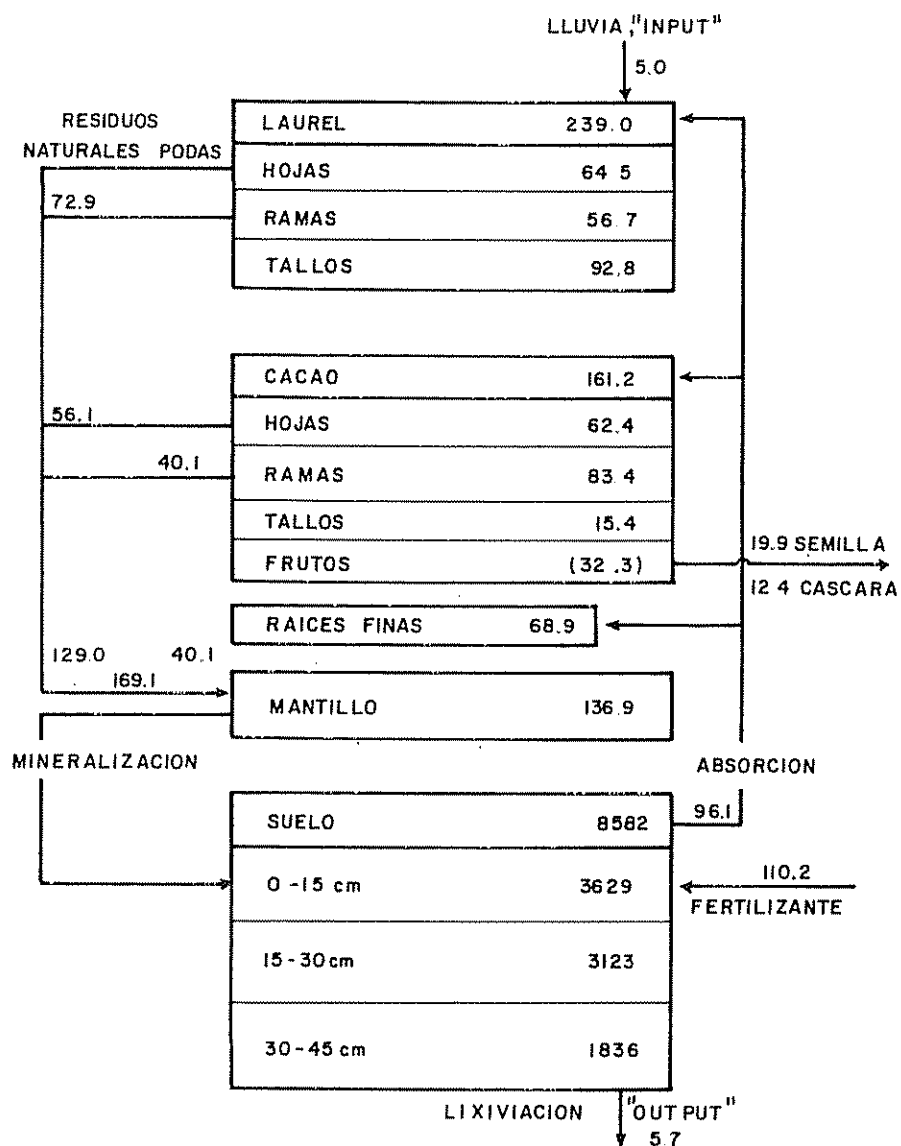 LLUVIA ,"INPUT"
5.0
RESIDUOS
NATURALES PODAS
LAUREL 239.0
HOJAS 64 5
72.9
RAMAS 56.7
TALLOS 92.8
CACAO 161.2
56.1
HOJAS 62.4
40.1
RAMAS 83.4
TALLOS 15.4
FRUTOS (32.3)
19.9 SEMILLA
12 4 CASCARA
RAICES FINAS 68.9
129.0 40.1
169.1
MANTILLO 136.9
MINERALIZACION
ABSORCION
96.1
SUELO 8582
0 -15 cm 3629
110.2
FERTILIZANTE
15-30 cm 3123
30-45 cm 1836
LIXIVIACION "OUTPUT"
5.7